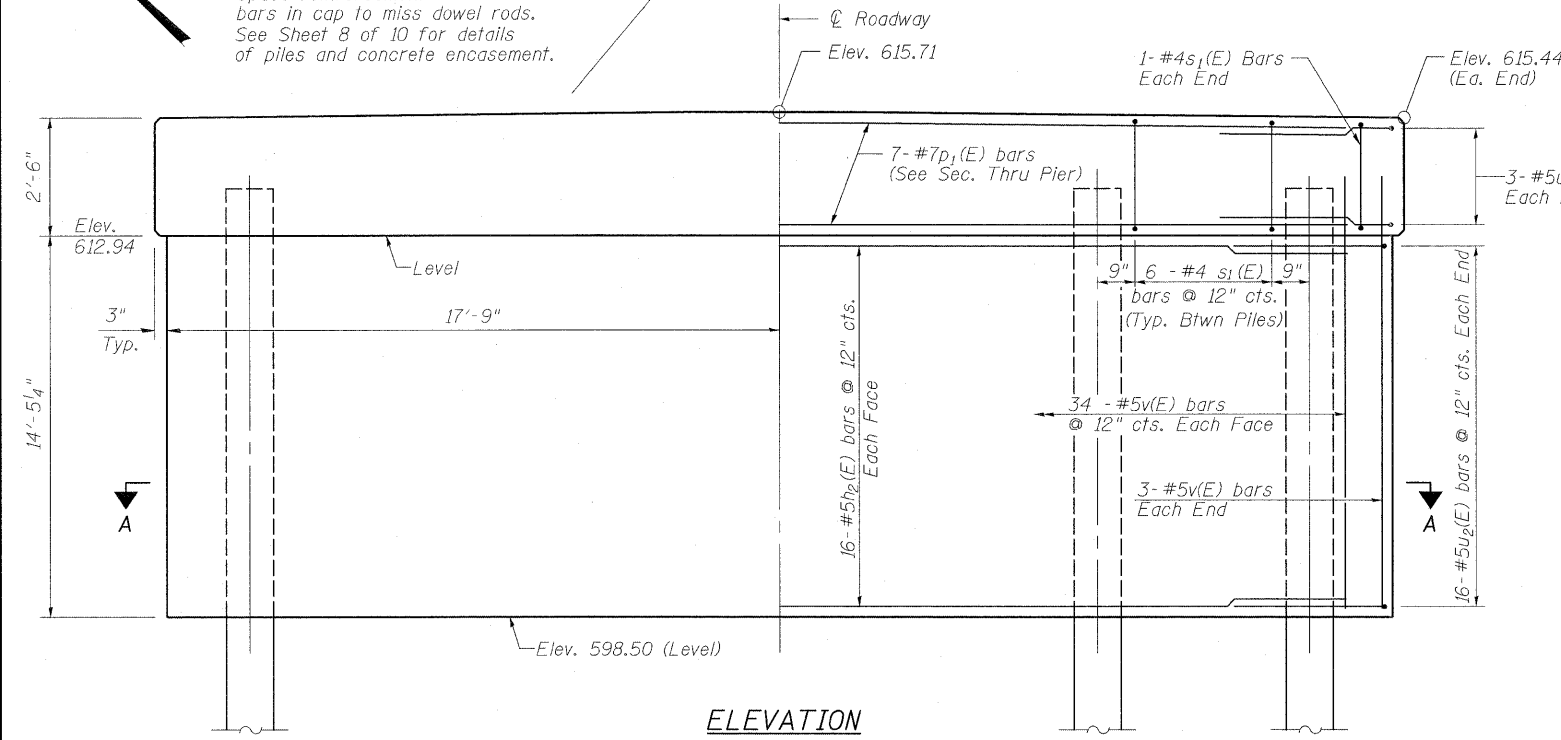 bars in cap to miss dowel rods.
See Sheet 8 of 10 for details
of piles and concrete encasement.
℄ Roadway
Elev. 615.71
1- #4s₁(E) Bars
Each End
Elev. 615.44
(Ea. End)
2'-6"
7- #7p₁(E) bars
(See Sec. Thru Pier)
3- #5u
Each
Elev.
612.94
Level
9" 6 - #4 s₁(E) 9"
bars @ 12" cts.
(Typ. Btwn Piles)
3"
Typ.
17'-9"
14'-5¼"
16- #5h₂(E) bars @ 12" cts.
Each Face
34 - #5v(E) bars
@ 12" cts. Each Face
3- #5v(E) bars
Each End
16- #5u₂(E) bars @ 12" cts. Each End
A
A
Elev. 598.50 (Level)
ELEVATION